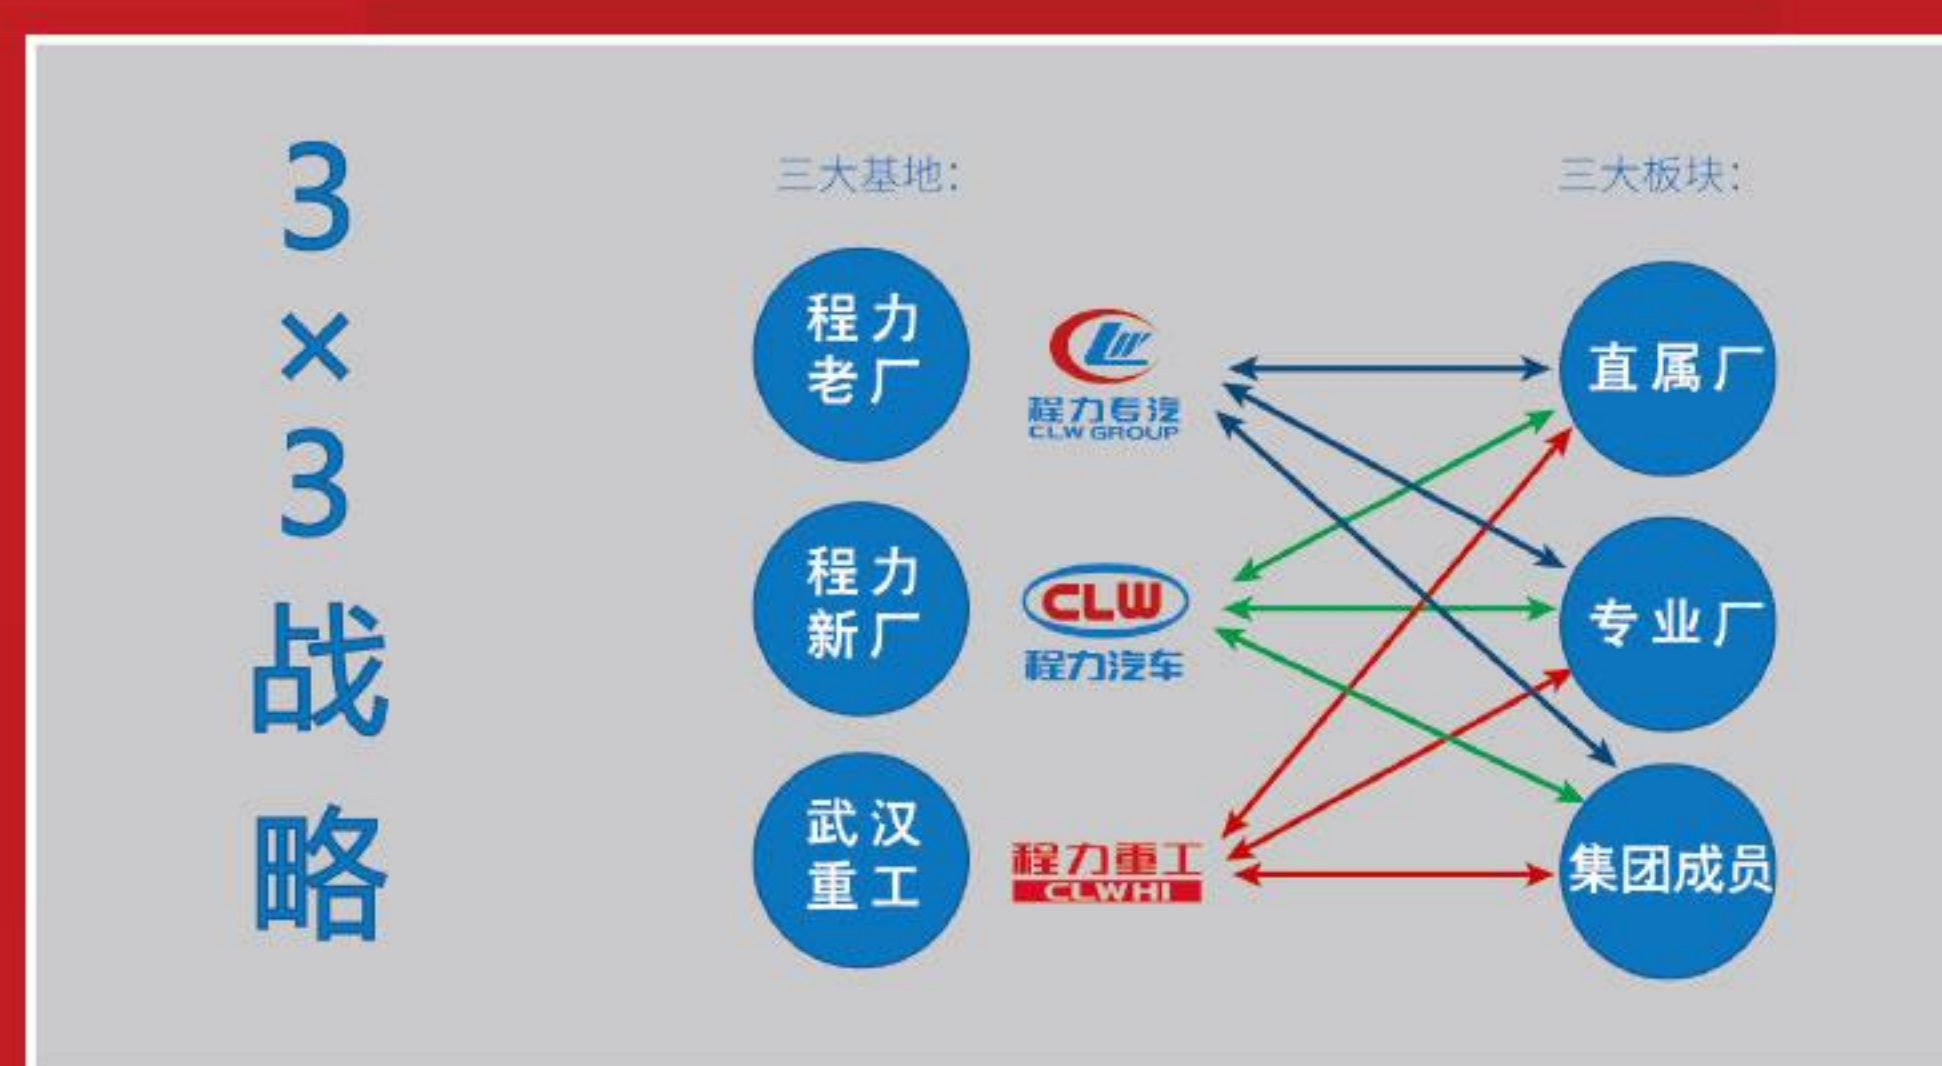 3×3战略
三大基地：
程力
老厂
程力专汽
CLW GROUP
程力
新厂
CLW
程力汽车
武汉
重工
程力重工
CLWHI
三大板块：
直属厂
专业厂
集团成员